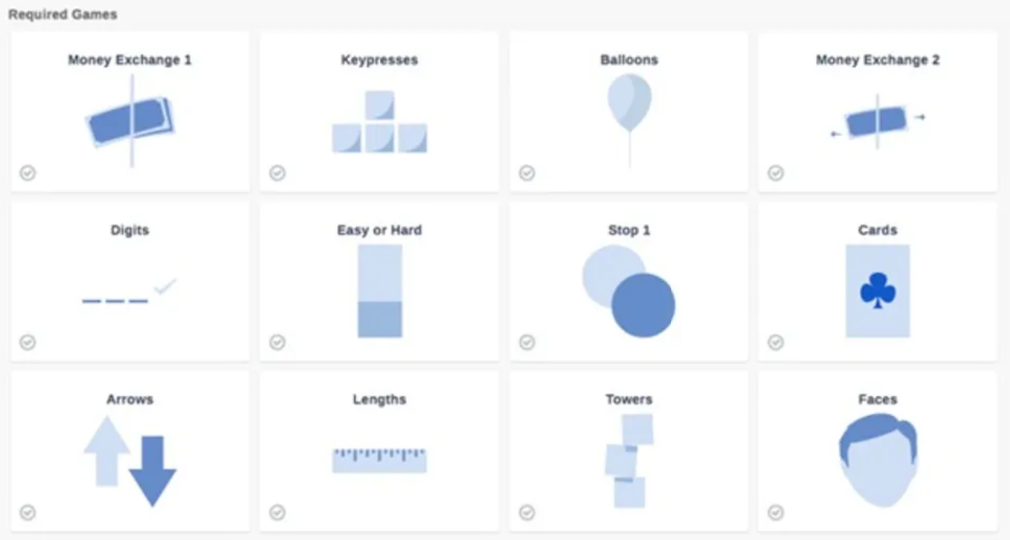 Required Games
Money Exchange 1
Keypresses
Balloons
Money Exchange 2
Digits
Easy or Hard
Stop 1
Cards
Arrows
Lengths
Towers
Faces